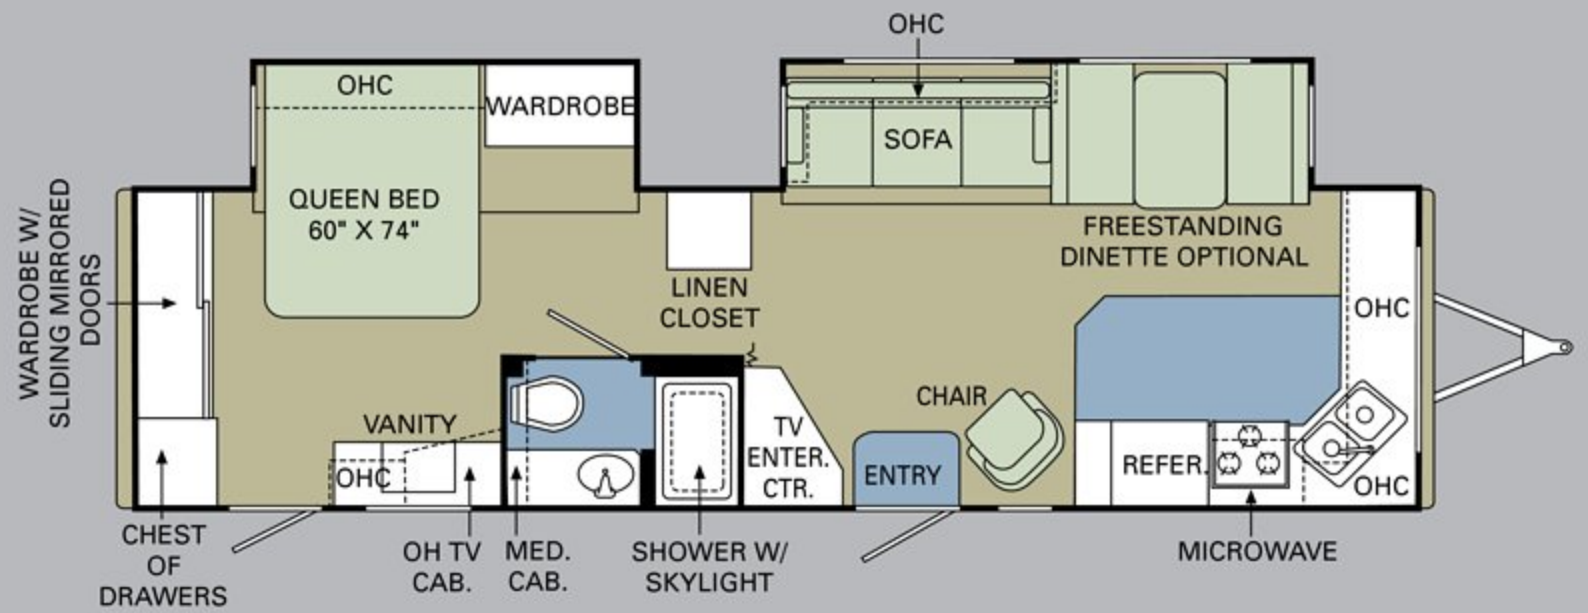 OHC
OHC
WARDROBE
SOFA
QUEEN BED
60" X 74"
WARDROBE W/
SLIDING MIRRORED
DOORS
FREESTANDING
DINETTE OPTIONAL
LINEN
CLOSET
OHC
CHAIR
VANITY
TV
ENTER.
CTR.
OHC
ENTRY
REFER.
OHC
CHEST
OF
DRAWERS
OH TV
CAB.
MED.
CAB.
SHOWER W/
SKYLIGHT
MICROWAVE